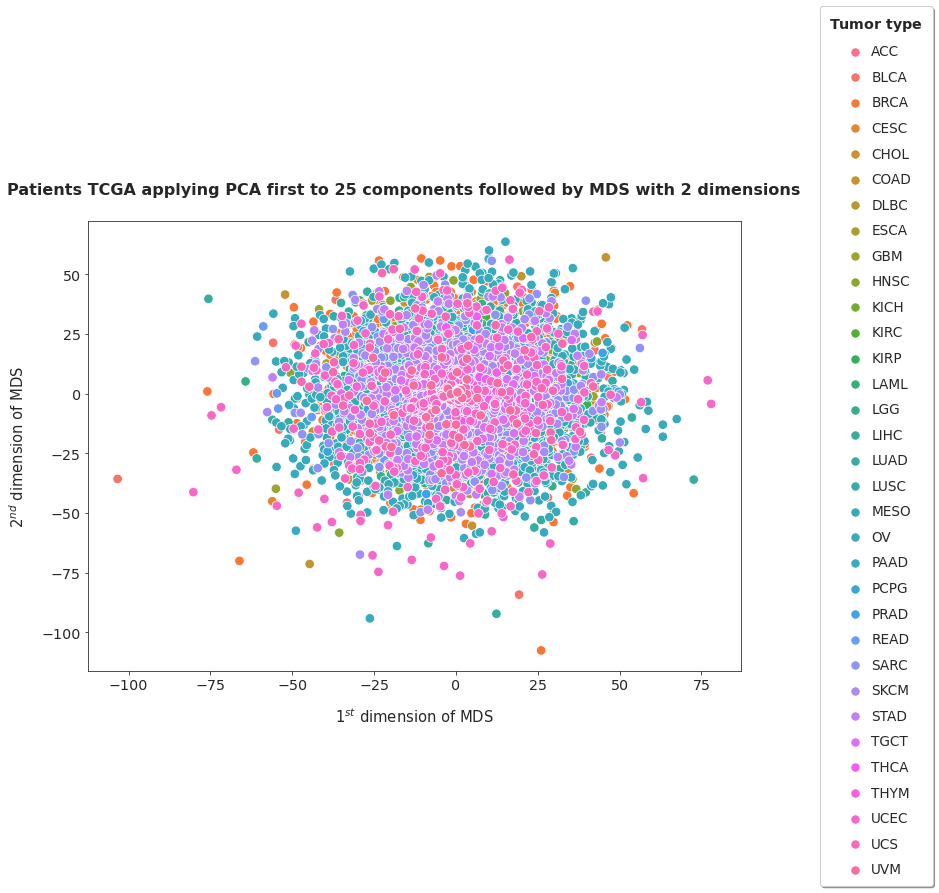 Patients TCGA applying PCA first to 25 components followed by MDS with 2 dimensions
50
25
0
−25
−50
−75
−100
2nd dimension of MDS
−100 −75 −50 −25 0 25 50 75
1st dimension of MDS
Tumor type
ACC
BLCA
BRCA
CESC
CHOL
COAD
DLBC
ESCA
GBM
HNSC
KICH
KIRC
KIRP
LAML
LGG
LIHC
LUAD
LUSC
MESO
OV
PAAD
PCPG
PRAD
READ
SARC
SKCM
STAD
TGCT
THCA
THYM
UCEC
UCS
UVM